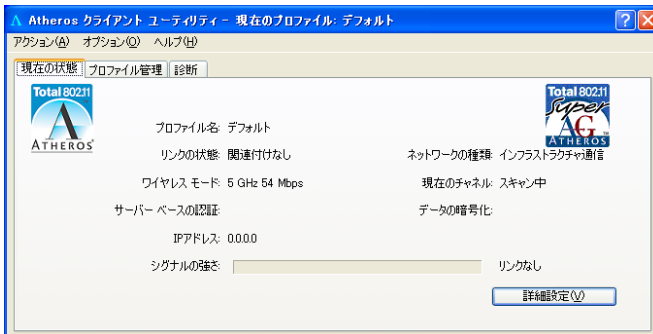 Atheros クライアント ユーティリティ - 現在のプロファイル: デフォルト
アクション(A) オプション(O) ヘルプ(H)
現在の状態 プロファイル管理 診断
Total 802.11
ATHEROS
Total 802.11
Super
AG
ATHEROS
プロファイル名: デフォルト
リンクの状態: 関連付けなし
ネットワークの種類: インフラストラクチャ通信
ワイヤレス モード: 5 GHz 54 Mbps
現在のチャネル: スキャン中
サーバー ベースの認証:
データの暗号化:
IPアドレス: 0.0.0.0
シグナルの強さ:
リンクなし
詳細設定(V)